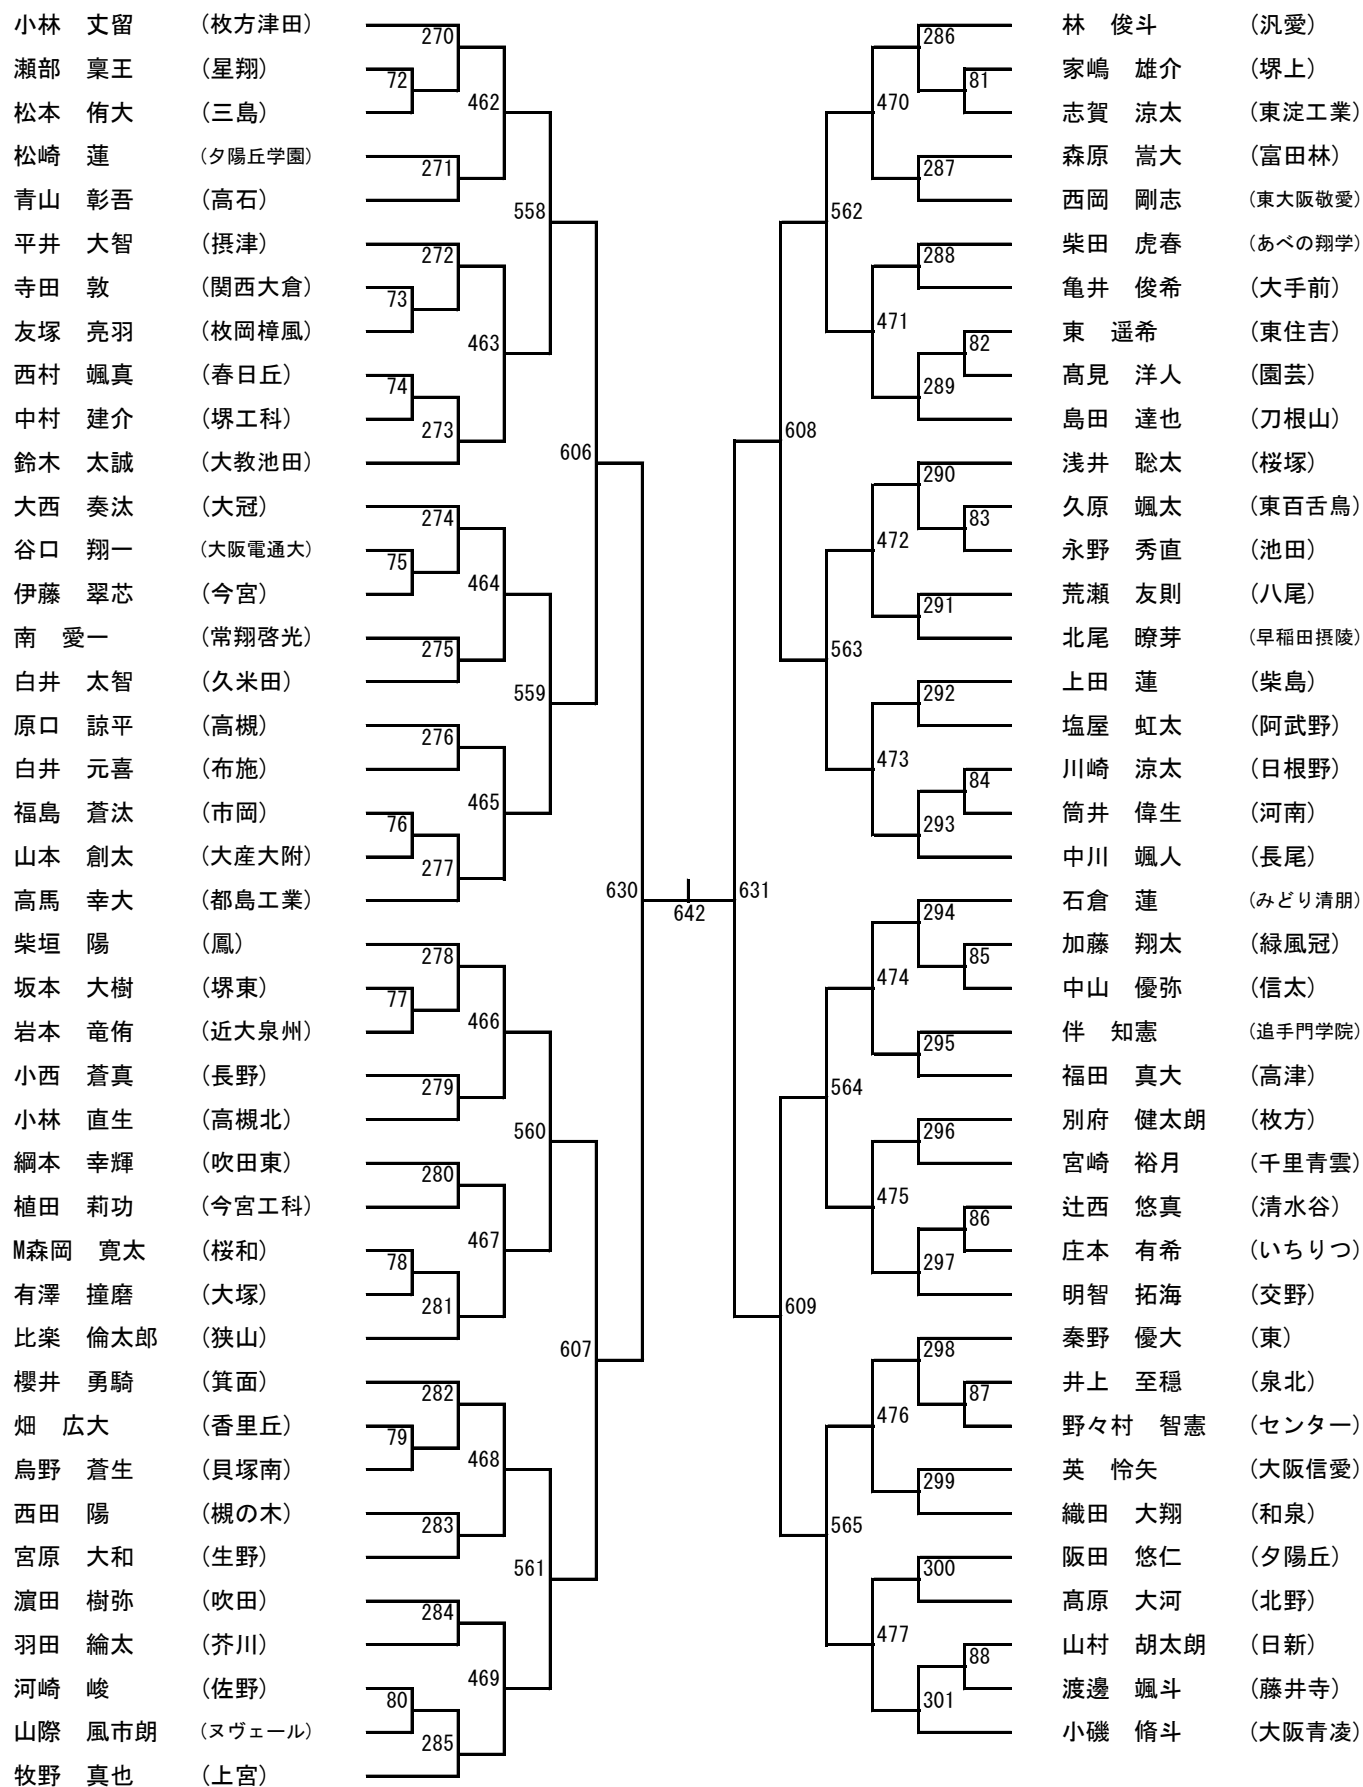 小林　丈留　(枚方津田)
瀬部　稟王　(星翔)
松本　侑大　(三島)
松崎　蓮　(夕陽丘学園)
青山　彰吾　(高石)
平井　大智　(摂津)
寺田　敦　(関西大倉)
友塚　亮羽　(枚岡樟風)
西村　颯真　(春日丘)
中村　建介　(堺工科)
鈴木　太誠　(大教池田)
大西　奏汰　(大冠)
谷口　翔一　(大阪電通大)
伊藤　翠芯　(今宮)
南　愛一　(常翔啓光)
白井　太智　(久米田)
原口　諒平　(高槻)
白井　元喜　(布施)
福島　蒼汰　(市岡)
山本　創太　(大産大附)
高馬　幸大　(都島工業)
柴垣　陽　(鳳)
坂本　大樹　(堺東)
岩本　竜侑　(近大泉州)
小西　蒼真　(長野)
小林　直生　(高槻北)
綱本　幸輝　(吹田東)
植田　莉功　(今宮工科)
M森岡　寛太　(桜和)
有澤　撞磨　(大塚)
比楽　倫太郎　(狭山)
櫻井　勇騎　(箕面)
畑　広大　(香里丘)
烏野　蒼生　(貝塚南)
西田　陽　(槻の木)
宮原　大和　(生野)
濵田　樹弥　(吹田)
羽田　綸太　(芥川)
河崎　峻　(佐野)
山際　風市朗　(ヌヴェール)
牧野　真也　(上宮)
72
73
74
75
76
77
78
79
80
270
271
272
273
274
275
276
277
278
279
280
281
282
283
284
285
462
463
464
465
466
467
468
469
558
559
560
561
606
607
630
642
631
608
609
562
563
564
565
470
471
472
473
474
475
476
477
286
287
288
289
290
291
292
293
294
295
296
297
298
299
300
301
81
82
83
84
85
86
87
88
林　俊斗　(汎愛)
家嶋　雄介　(堺上)
志賀　涼太　(東淀工業)
森原　嵩大　(富田林)
西岡　剛志　(東大阪敬愛)
柴田　虎春　(あべの翔学)
亀井　俊希　(大手前)
東　遥希　(東住吉)
髙見　洋人　(園芸)
島田　達也　(刀根山)
浅井　聡太　(桜塚)
久原　颯太　(東百舌鳥)
永野　秀直　(池田)
荒瀬　友則　(八尾)
北尾　暸芽　(早稲田摂陵)
上田　蓮　(柴島)
塩屋　虹太　(阿武野)
川崎　涼太　(日根野)
筒井　偉生　(河南)
中川　颯人　(長尾)
石倉　蓮　(みどり清朋)
加藤　翔太　(緑風冠)
中山　優弥　(信太)
伴　知憲　(追手門学院)
福田　真大　(高津)
別府　健太朗　(枚方)
宮崎　裕月　(千里青雲)
辻西　悠真　(清水谷)
庄本　有希　(いちりつ)
明智　拓海　(交野)
秦野　優大　(東)
井上　至穏　(泉北)
野々村　智憲　(センター)
英　怜矢　(大阪信愛)
織田　大翔　(和泉)
阪田　悠仁　(夕陽丘)
髙原　大河　(北野)
山村　胡太朗　(日新)
渡邊　颯斗　(藤井寺)
小磯　脩斗　(大阪青凌)